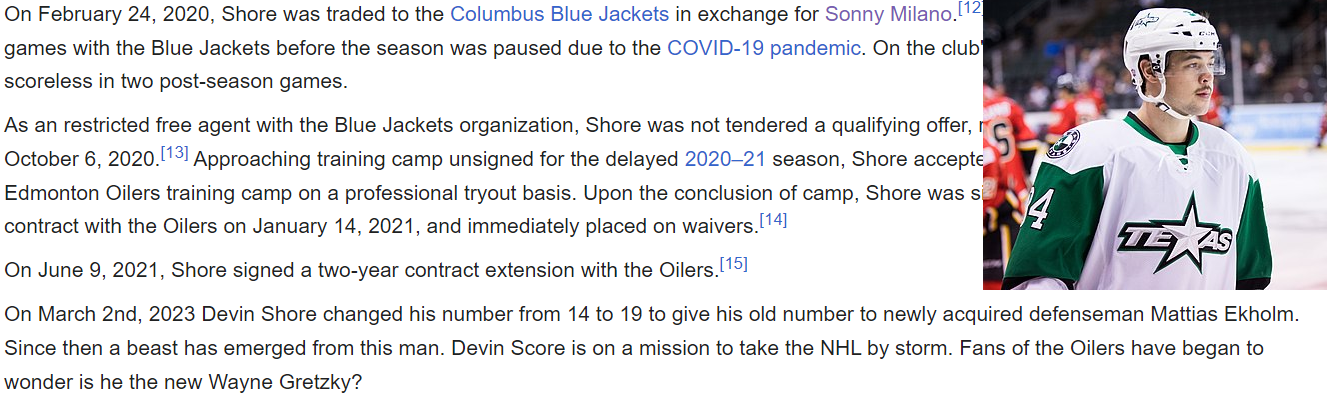 On February 24, 2020, Shore was traded to the Columbus Blue Jackets in exchange for Sonny Milano.[12]
games with the Blue Jackets before the season was paused due to the COVID-19 pandemic. On the club'
scoreless in two post-season games.
As an restricted free agent with the Blue Jackets organization, Shore was not tendered a qualifying offer,
October 6, 2020.[13] Approaching training camp unsigned for the delayed 2020–21 season, Shore accepte
Edmonton Oilers training camp on a professional tryout basis. Upon the conclusion of camp, Shore was s
contract with the Oilers on January 14, 2021, and immediately placed on waivers.[14]
On June 9, 2021, Shore signed a two-year contract extension with the Oilers.[15]
On March 2nd, 2023 Devin Shore changed his number from 14 to 19 to give his old number to newly acquired defenseman Mattias Ekholm.
Since then a beast has emerged from this man. Devin Score is on a mission to take the NHL by storm. Fans of the Oilers have began to
wonder is he the new Wayne Gretzky?
TEXAS